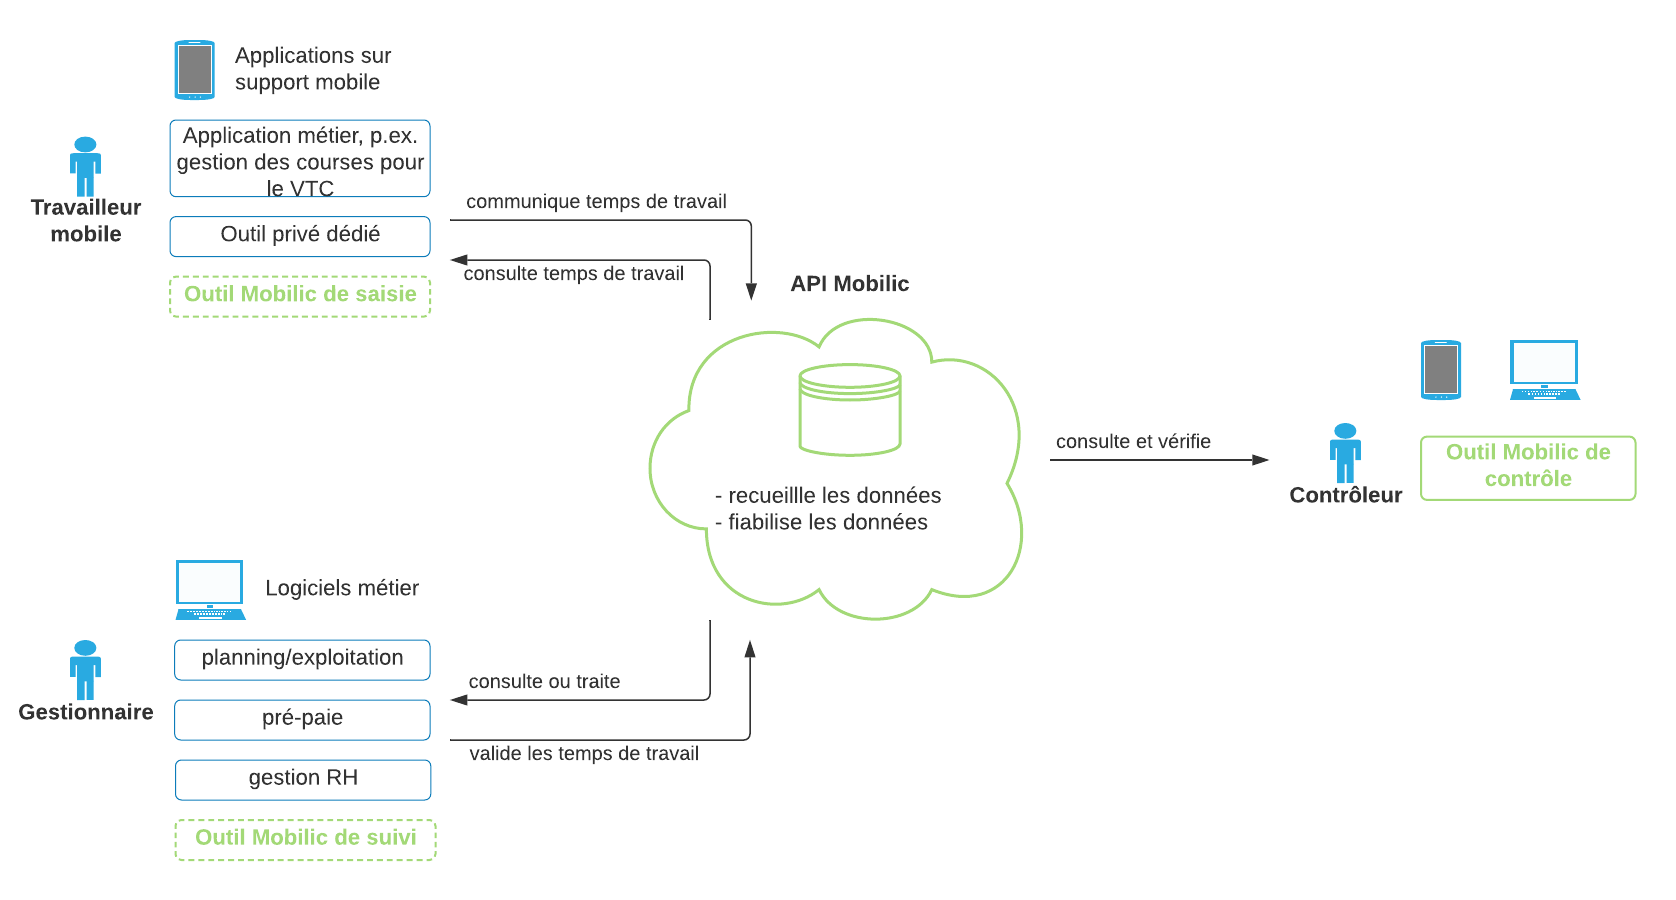 Applications sur
support mobile
Application métier, p.ex.
gestion des courses pour
le VTC
Travailleur
mobile
Outil privé dédié
Outil Mobilic de saisie
communique temps de travail
consulte temps de travail
API Mobilic
- recueillle les données
- fiabilise les données
consulte et vérifie
Contrôleur
Outil Mobilic de
contrôle
Logiciels métier
planning/exploitation
Gestionnaire
pré-paie
gestion RH
Outil Mobilic de suivi
consulte ou traite
valide les temps de travail